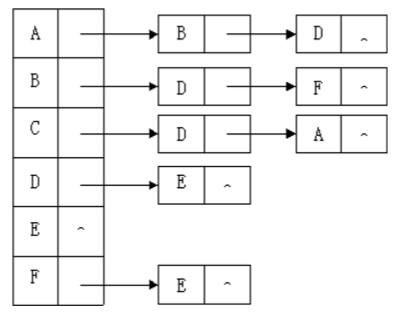 A B D ^
B D F ^
C D A ^
D E ^
E ^
F E ^